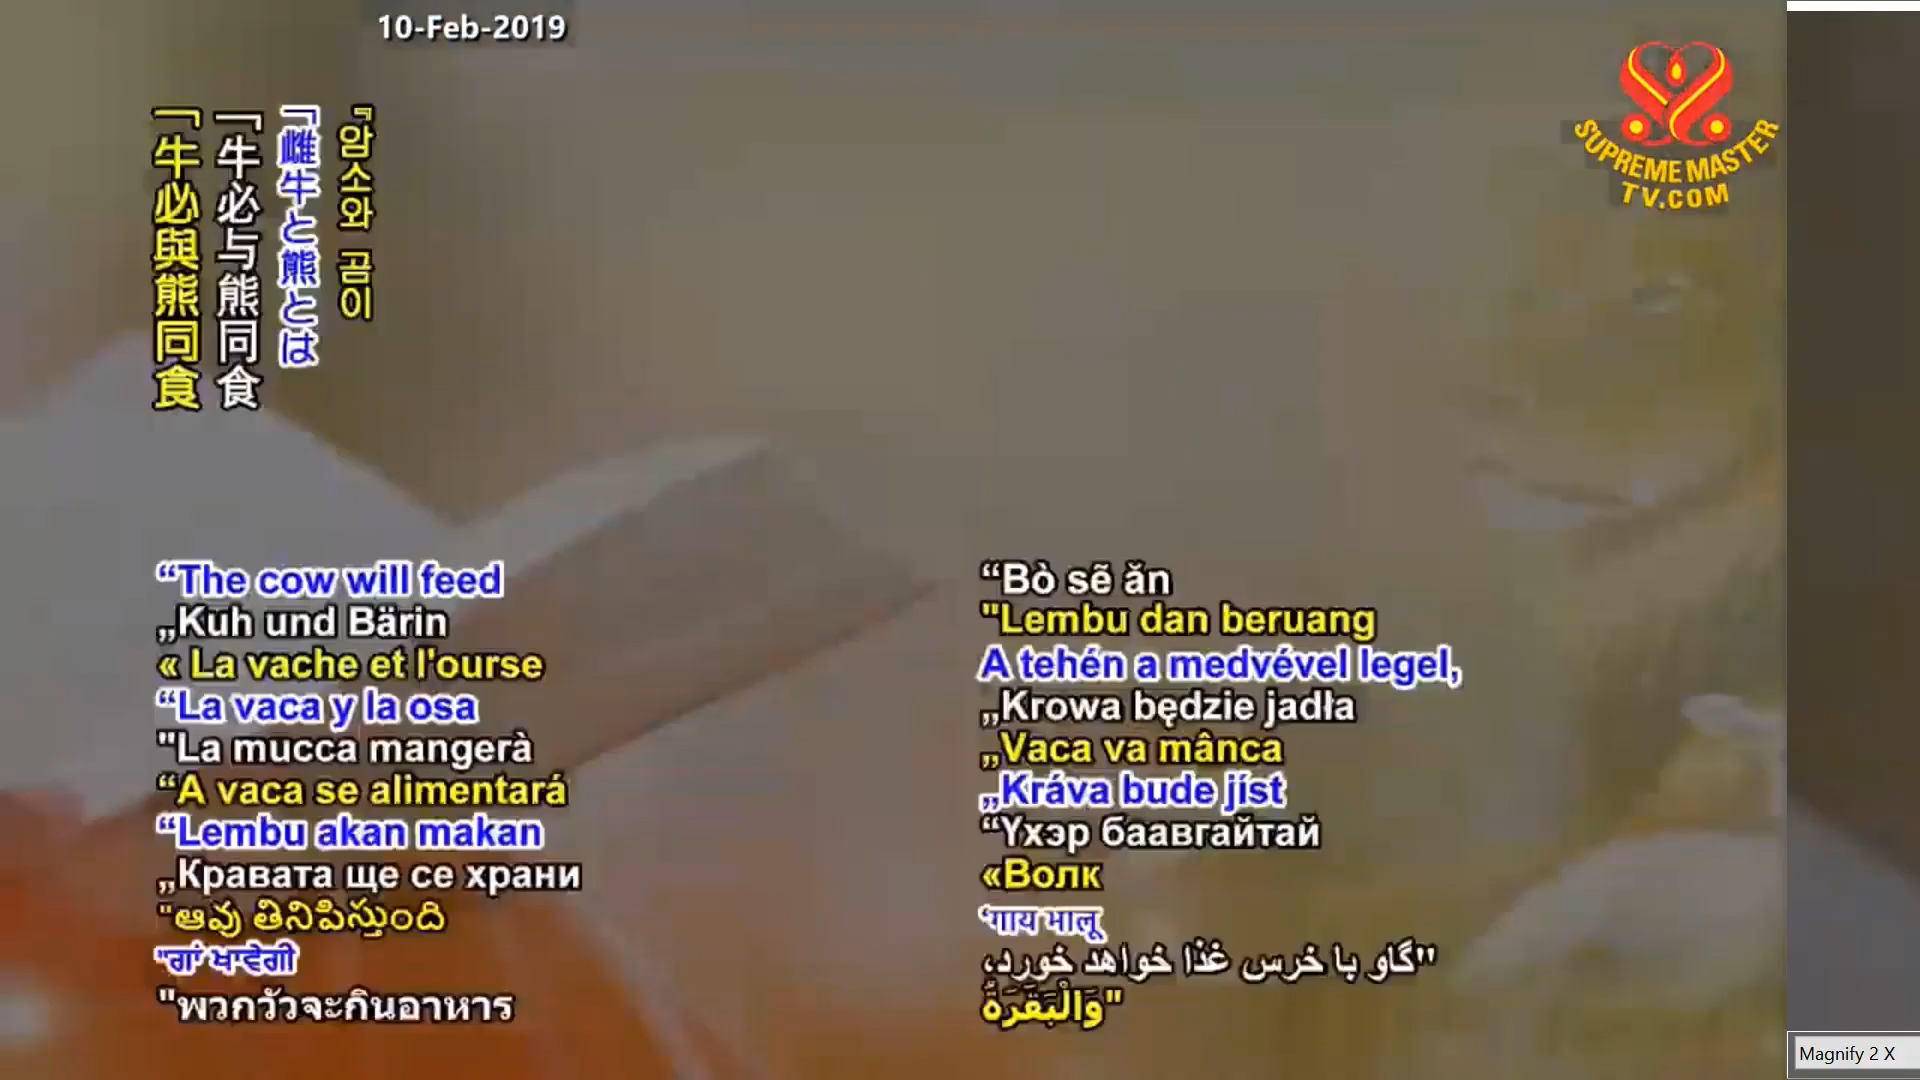 10-Feb-2019
SUPREME MASTER
TV.COM
『암소와 곰이
「雌牛と熊とは
「牛必与熊同食
「牛必與熊同食
“The cow will feed
„Kuh und Bärin
« La vache et l'ourse
“La vaca y la osa
"La mucca mangerà
“A vaca se alimentará
“Lembu akan makan
„Кравата ще се храни
"ఆవు తినిపిస్తుంది
"ਗਾਂ ਖਾਵੇਗੀ
"พวกวัวจะกินอาหาร
“Bò sẽ ăn
"Lembu dan beruang
A tehén a medvével legel,
„Krowa będzie jadła
„Vaca va mânca
„Kráva bude jíst
“Үхэр баавгайтай
«Волк
‘गाय भालू
"گاو با خرس غذا خواهد خورد،
"وَالْبَقَرَةُ
Magnify 2 X